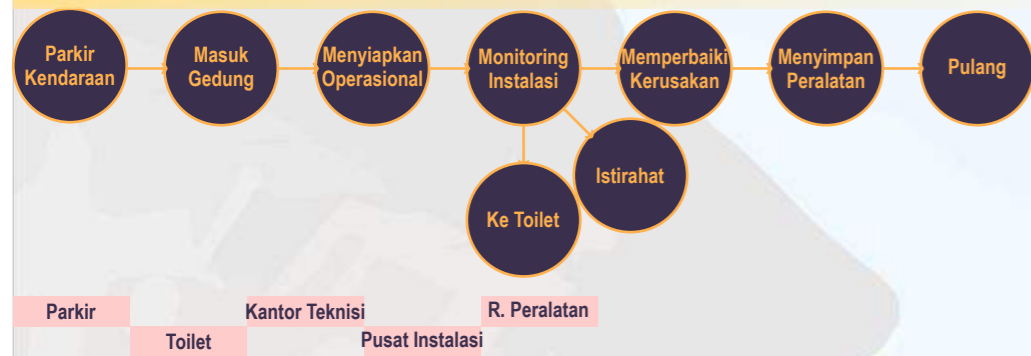 Parkir
Kendaraan
Masuk
Gedung
Menyiapkan
Operasional
Monitoring
Instalasi
Memperbaiki
Kerusakan
Menyimpan
Peralatan
Pulang
Istirahat
Ke Toilet
Parkir
Kantor Teknisi
R. Peralatan
Toilet
Pusat Instalasi